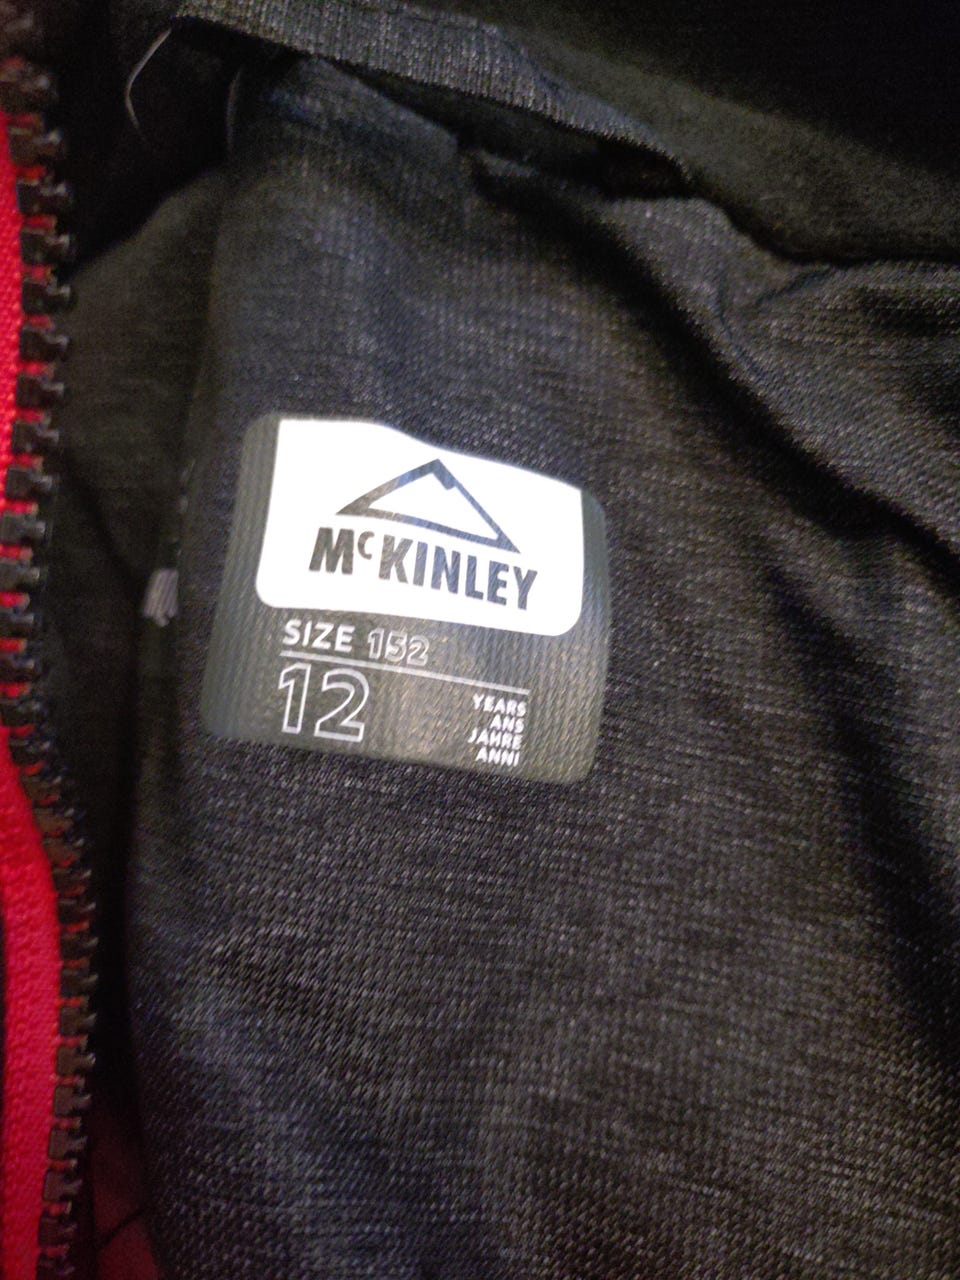 McKINLEY
SIZE 152
12
YEARS
ANS
JAHRE
ANNI